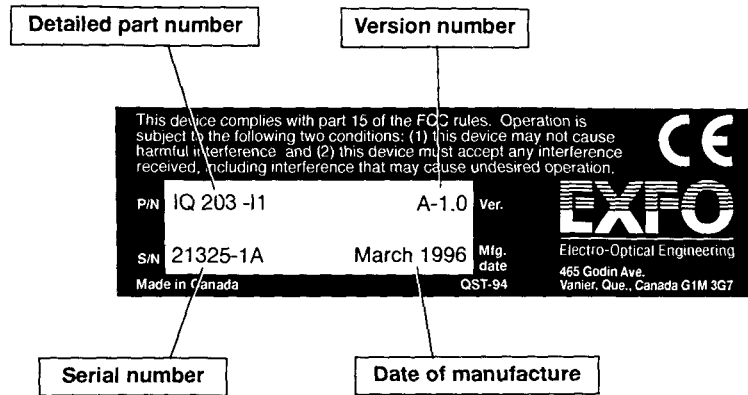 Detailed part number
Version number
This device complies with part 15 of the FCC rules. Operation is
subject to the following two conditions: (1) this device may not cause
harmful interference and (2) this device must accept any interference
received, including interference that may cause undesired operation.
CE
P/N IQ 203 -I1 A-1.0 Ver.
EXFO
S/N 21325-1A March 1996 Mfg. date
Electro-Optical Engineering
465 Godin Ave.
Made in Canada QST-94 Vanier, Que., Canada G1M 3G7
Serial number
Date of manufacture